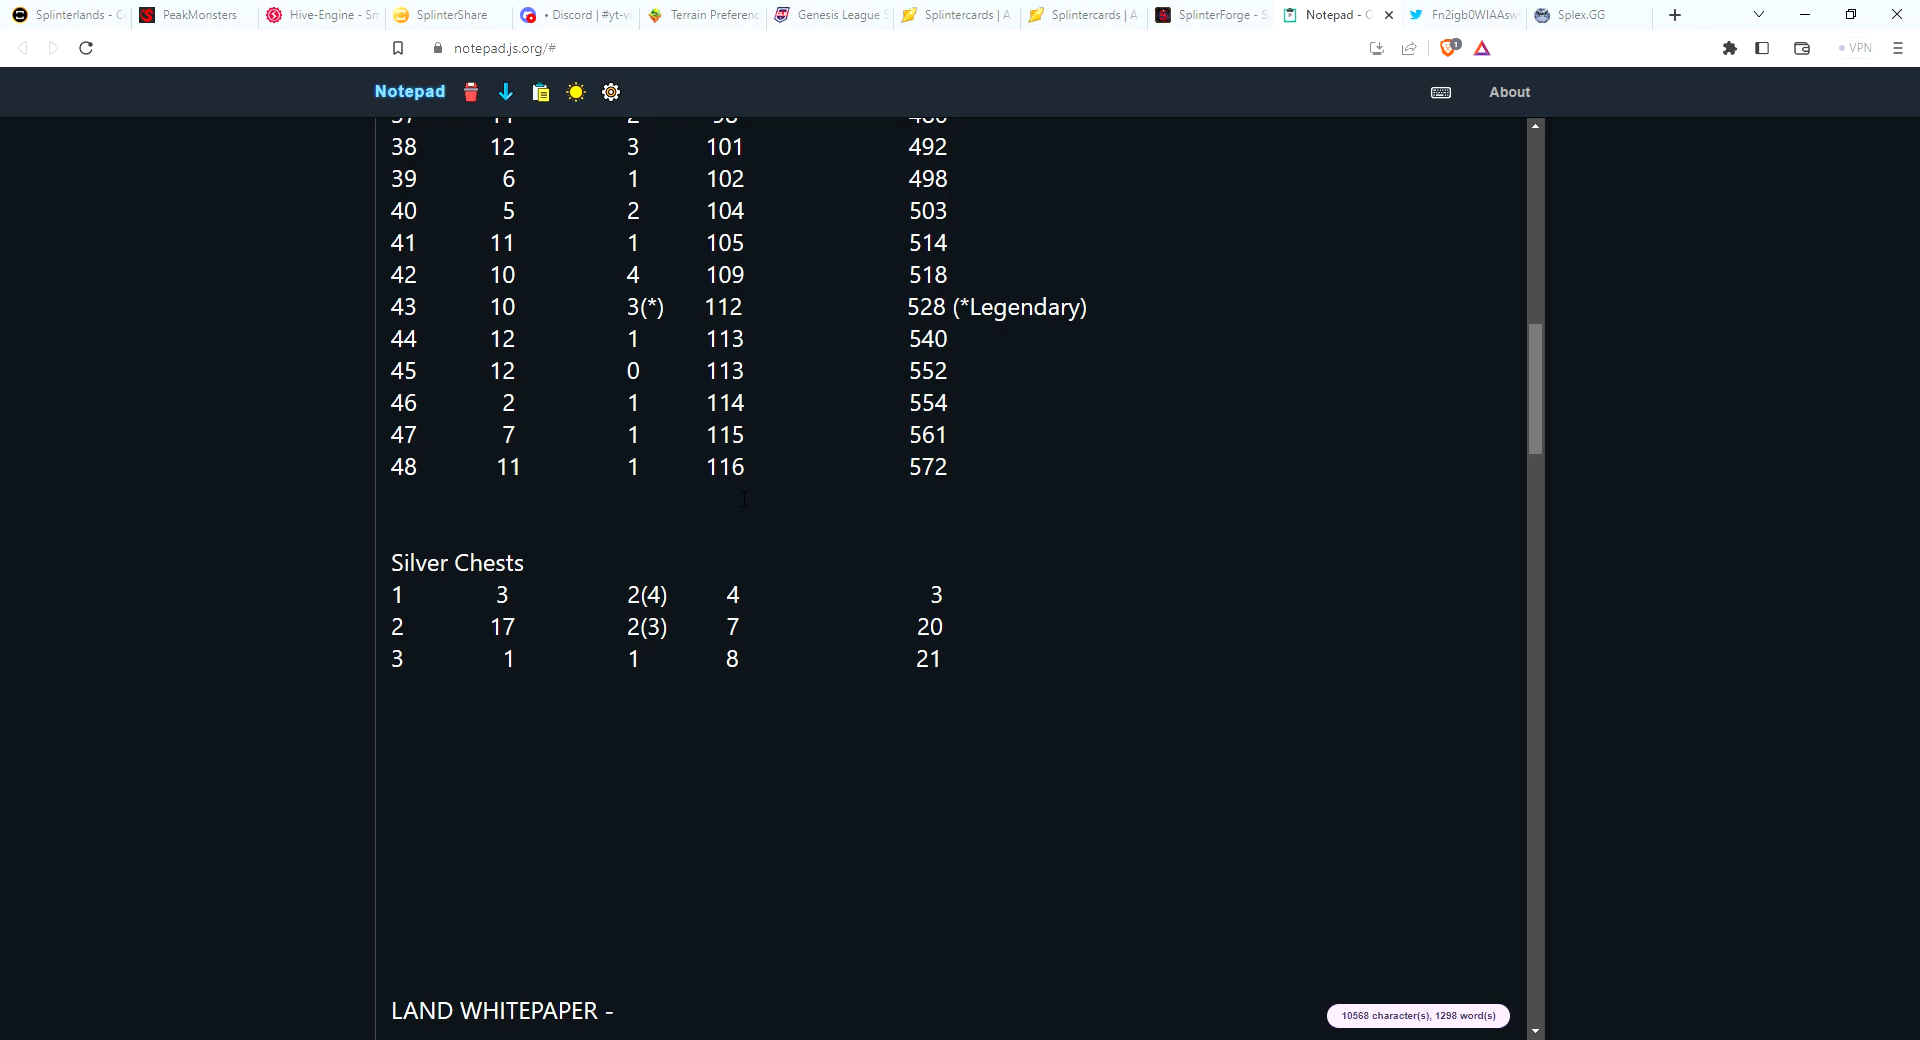 Splinterlands - C
PeakMonsters
Hive-Engine - Sm
SplinterShare
• Discord | #yt-vi
Terrain Preferenc
Genesis League S
Splintercards | A
Splintercards | A
SplinterForge - S
Notepad - C
Fn2igb0WIAAsw
Splex.GG
notepad.js.org/#
1
VPN
Notepad
About
38 12 3 101 492
39 6 1 102 498
40 5 2 104 503
41 11 1 105 514
42 10 4 109 518
43 10 3(*) 112 528 (*Legendary)
44 12 1 113 540
45 12 0 113 552
46 2 1 114 554
47 7 1 115 561
48 11 1 116 572
Silver Chests
1 3 2(4) 4 3
2 17 2(3) 7 20
3 1 1 8 21
LAND WHITEPAPER -
10568 character(s), 1298 word(s)